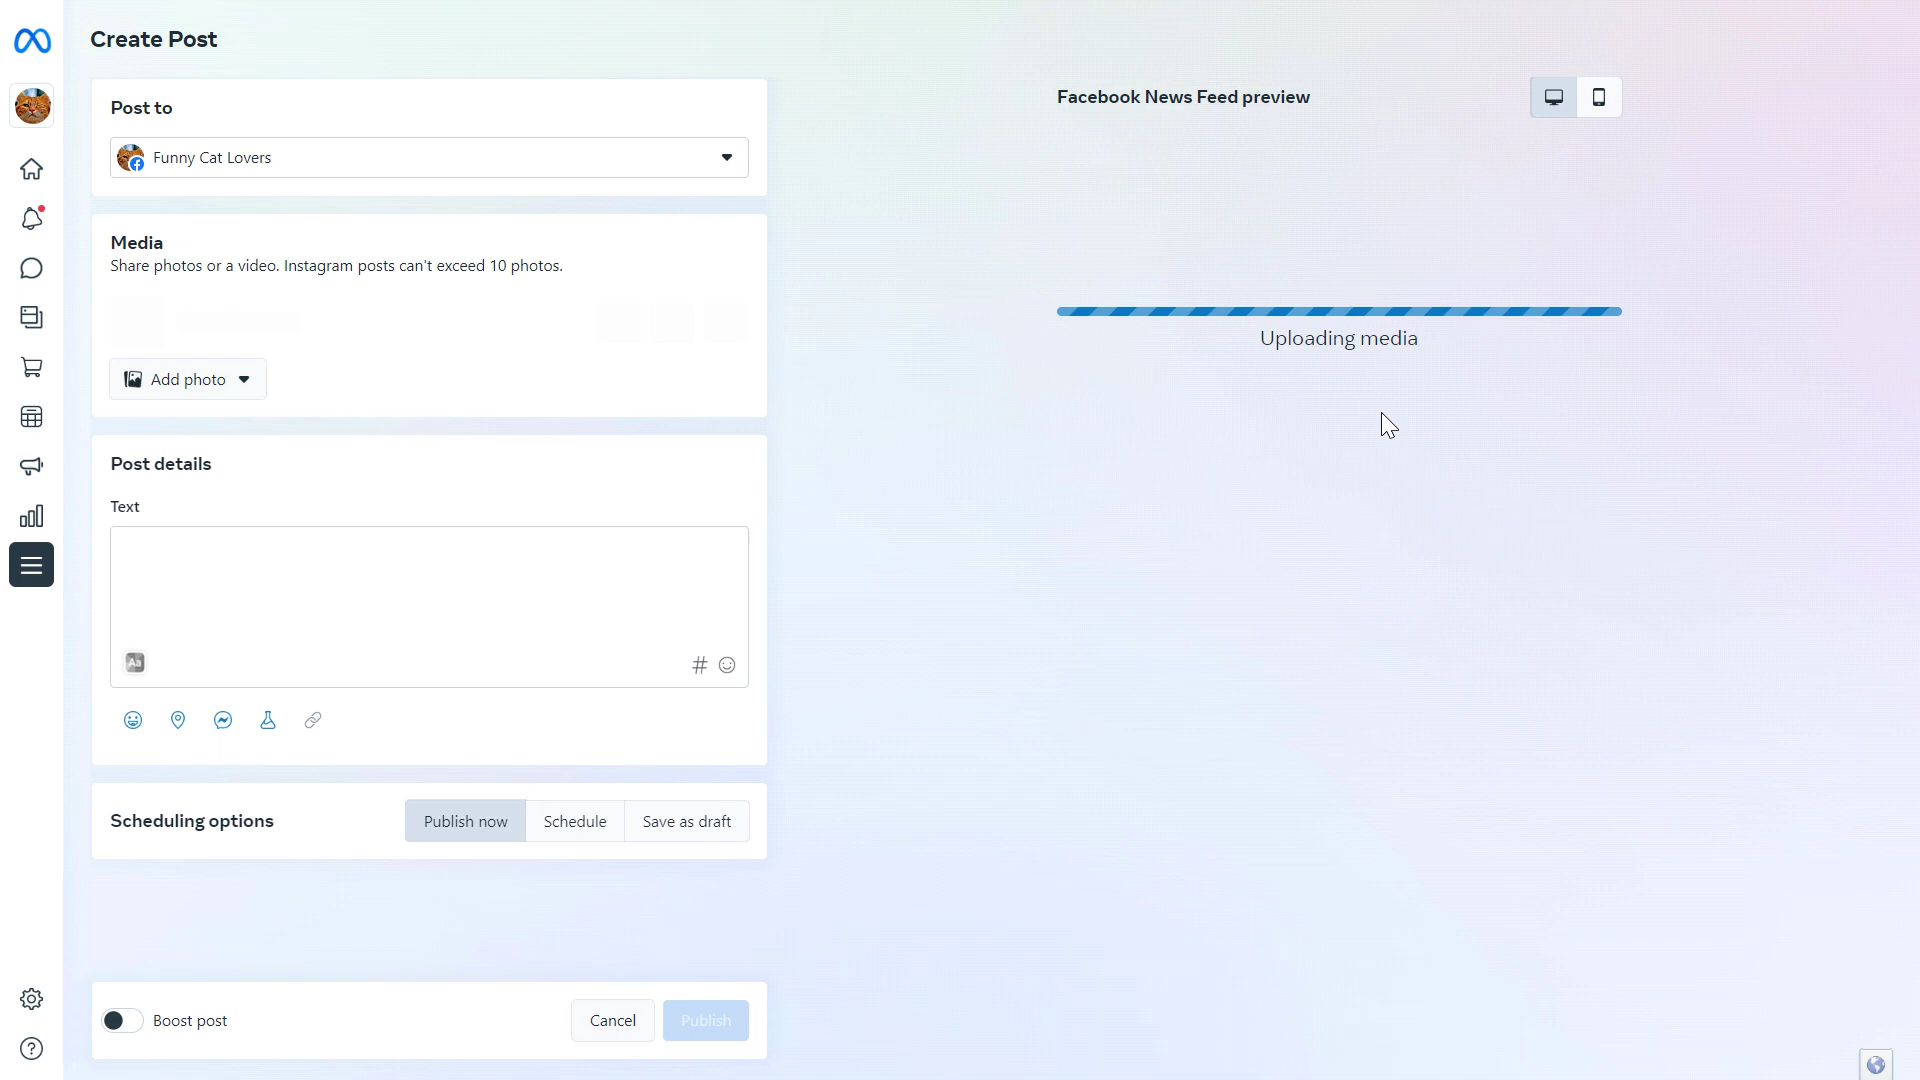 Create Post
Post to
Funny Cat Lovers
Media
Share photos or a video. Instagram posts can't exceed 10 photos.
Add photo
Post details
Text
Aa
#
Scheduling options
Publish now
Schedule
Save as draft
Boost post
Cancel
Publish
Facebook News Feed preview
Uploading media